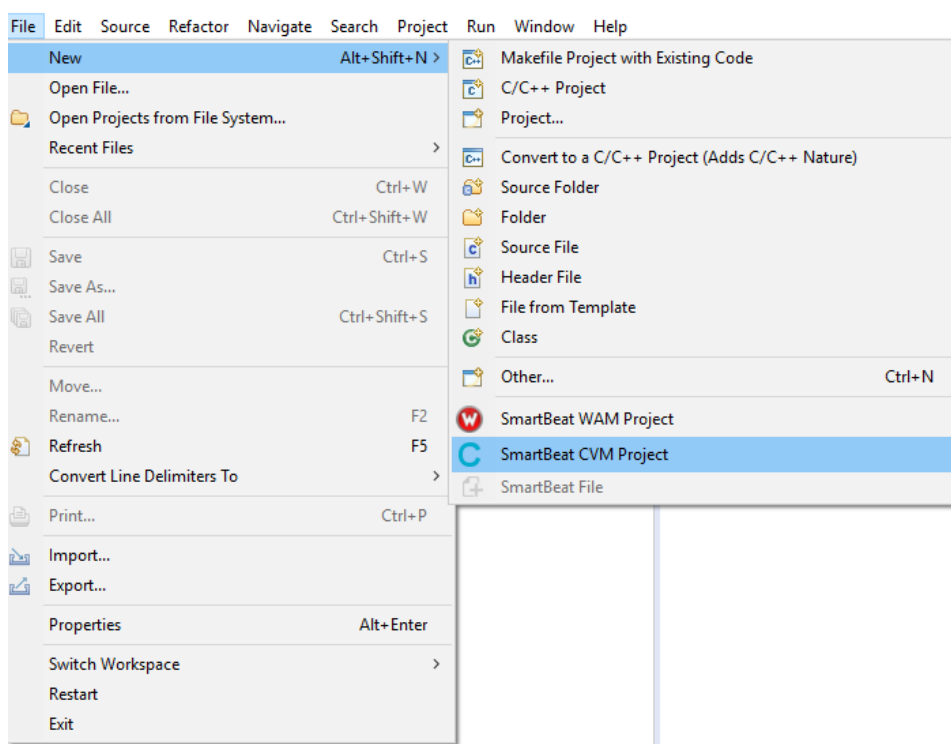 File Edit Source Refactor Navigate Search Project Run Window Help
New Alt+Shift+N >
Open File...
Open Projects from File System...
Recent Files >
Close Ctrl+W
Close All Ctrl+Shift+W
Save Ctrl+S
Save As...
Save All Ctrl+Shift+S
Revert
Move...
Rename... F2
Refresh F5
Convert Line Delimiters To >
Print... Ctrl+P
Import...
Export...
Properties Alt+Enter
Switch Workspace >
Restart
Exit
Makefile Project with Existing Code
C/C++ Project
Project...
Convert to a C/C++ Project (Adds C/C++ Nature)
Source Folder
Folder
Source File
Header File
File from Template
Class
Other... Ctrl+N
SmartBeat WAM Project
SmartBeat CVM Project
SmartBeat File